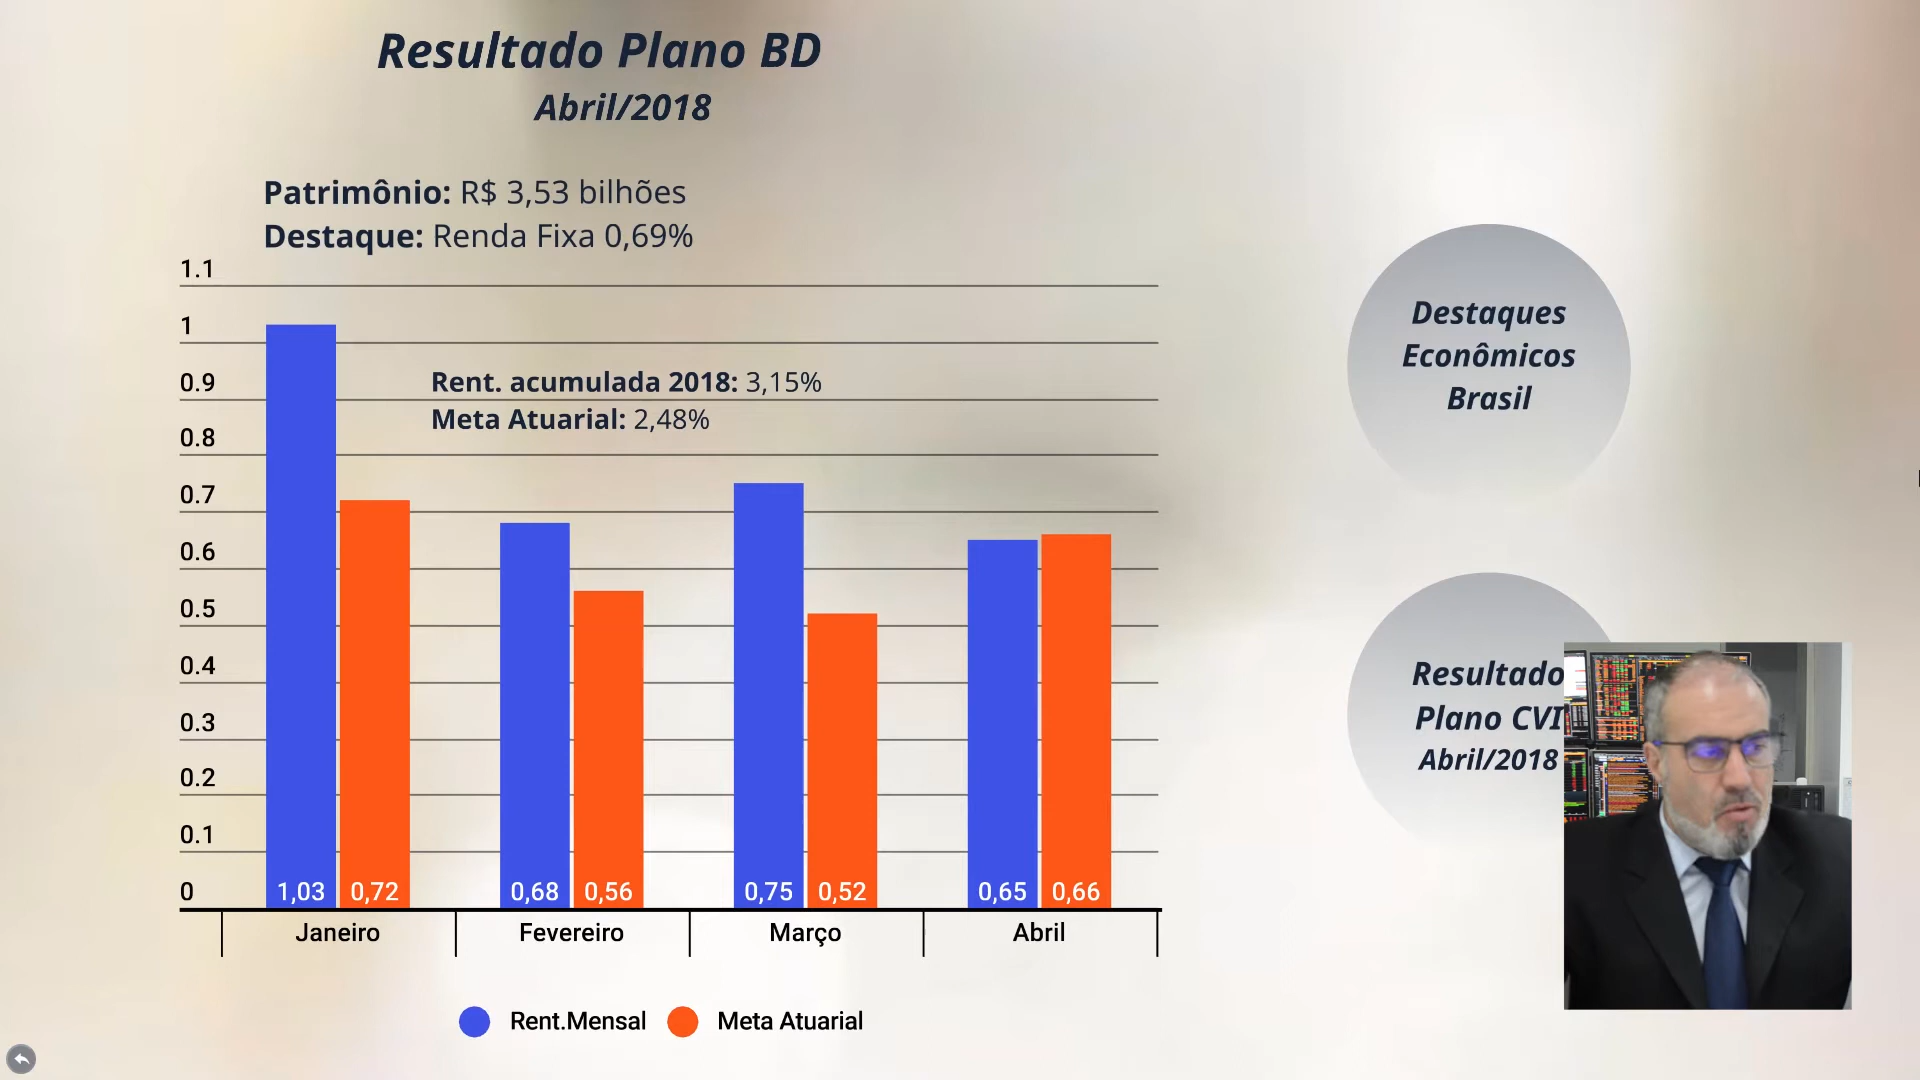 Resultado Plano BD
Abril/2018
Patrimônio: R$ 3,53 bilhões
Destaque: Renda Fixa 0,69%
1.1
1
0.9
0.8
0.7
0.6
0.5
0.4
0.3
0.2
0.1
0
Rent. acumulada 2018: 3,15%
Meta Atuarial: 2,48%
1,03 0,72 0,68 0,56 0,75 0,52 0,65 0,66
Janeiro Fevereiro Março Abril
Rent.Mensal Meta Atuarial
Destaques
Econômicos
Brasil
Resultado
Plano CVI
Abril/2018